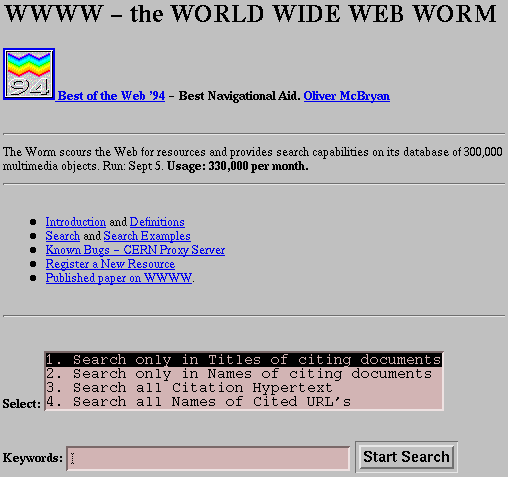 WWWW – the WORLD WIDE WEB WORM
94
Best of the Web '94 – Best Navigational Aid. Oliver McBryan
The Worm scours the Web for resources and provides search capabilities on its database of 300,000
multimedia objects. Run: Sept 5. Usage: 330,000 per month.
Introduction and Definitions
Search and Search Examples
Known Bugs – CERN Proxy Server
Register a New Resource
Published paper on WWWW.
1. Search only in Titles of citing documents
2. Search only in Names of citing documents
3. Search all Citation Hypertext
4. Search all Names of Cited URL's
Select:
Keywords: Start Search